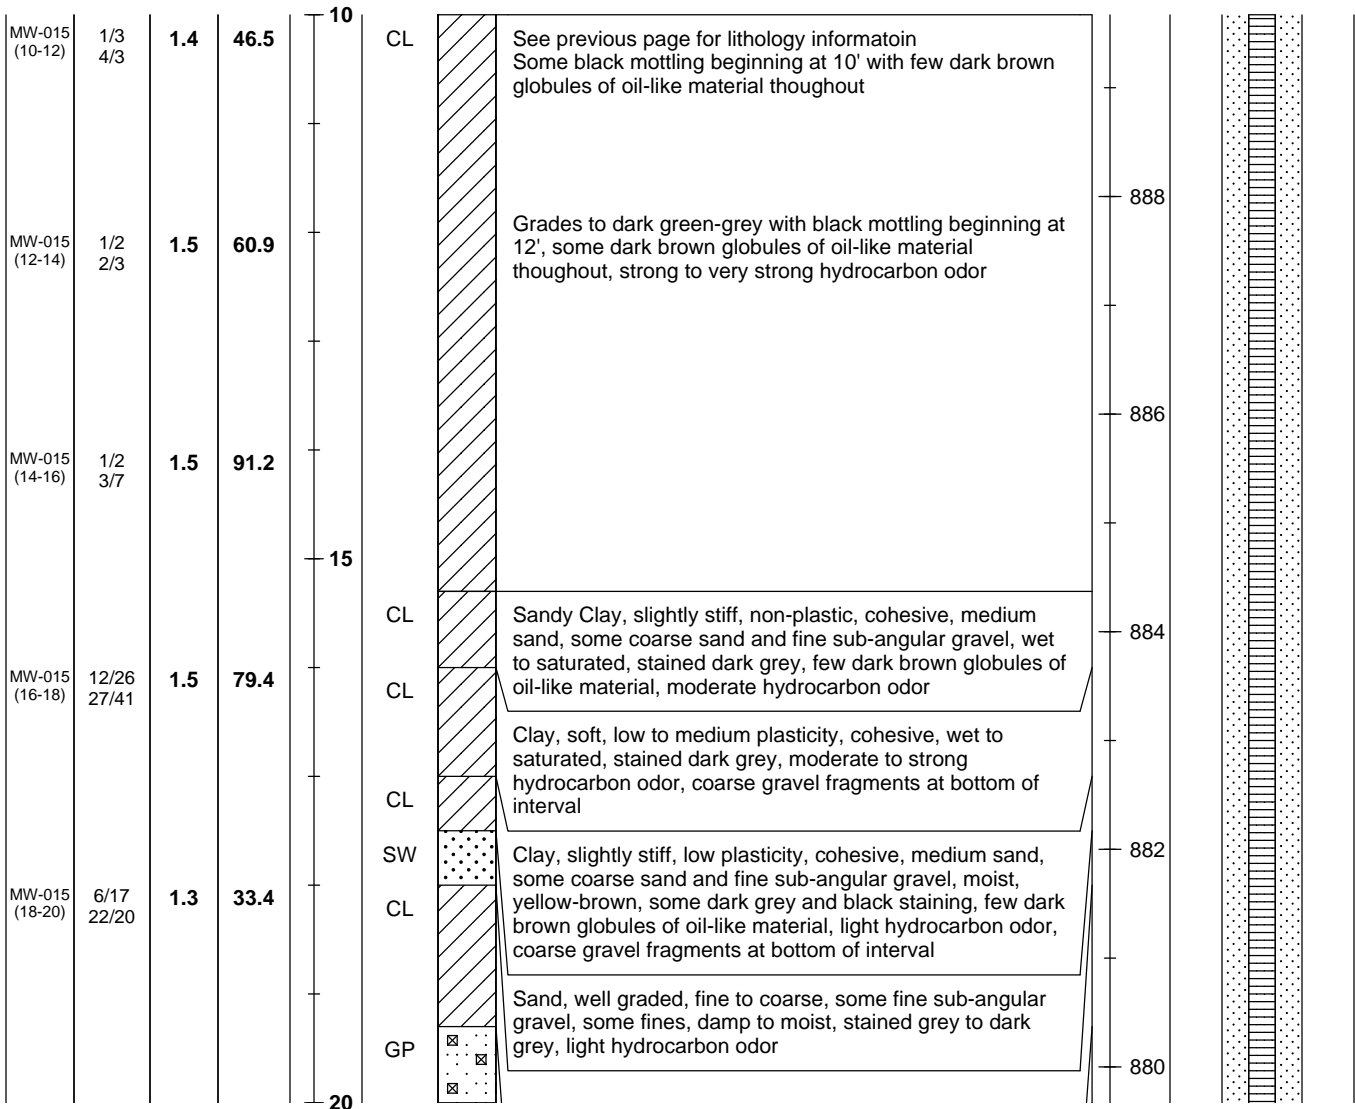 10
MW-015
(10-12)
1/3
4/3
1.4
46.5
CL
See previous page for lithology informatoin
Some black mottling beginning at 10' with few dark brown
globules of oil-like material thoughout
888
MW-015
(12-14)
1/2
2/3
1.5
60.9
Grades to dark green-grey with black mottling beginning at
12', some dark brown globules of oil-like material
thoughout, strong to very strong hydrocarbon odor
886
MW-015
(14-16)
1/2
3/7
1.5
91.2
15
CL
Sandy Clay, slightly stiff, non-plastic, cohesive, medium
sand, some coarse sand and fine sub-angular gravel, wet
to saturated, stained dark grey, few dark brown globules of
oil-like material, moderate hydrocarbon odor
884
MW-015
(16-18)
12/26
27/41
1.5
79.4
CL
Clay, soft, low to medium plasticity, cohesive, wet to
saturated, stained dark grey, moderate to strong
hydrocarbon odor, coarse gravel fragments at bottom of
interval
CL
SW
Clay, slightly stiff, low plasticity, cohesive, medium sand,
some coarse sand and fine sub-angular gravel, moist,
yellow-brown, some dark grey and black staining, few dark
brown globules of oil-like material, light hydrocarbon odor,
coarse gravel fragments at bottom of interval
882
MW-015
(18-20)
6/17
22/20
1.3
33.4
CL
Sand, well graded, fine to coarse, some fine sub-angular
gravel, some fines, damp to moist, stained grey to dark
grey, light hydrocarbon odor
GP
880
20